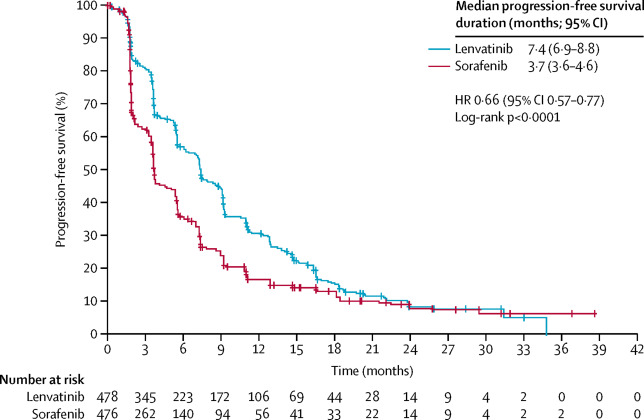 Median progression-free survival
duration (months; 95% CI)
Lenvatinib 7·4 (6·9–8·8)
Sorafenib 3·7 (3·6–4·6)
HR 0·66 (95% CI 0·57–0·77)
Log-rank p<0·0001
Progression-free survival (%)
100
90
80
70
60
50
40
30
20
10
0
0 3 6 9 12 15 18 21 24 27 30 33 36 39 42
Time (months)
Number at risk
Lenvatinib 478 345 223 172 106 69 44 28 14 9 4 2 0 0 0
Sorafenib 476 262 140 94 56 41 33 22 14 9 4 2 2 0 0